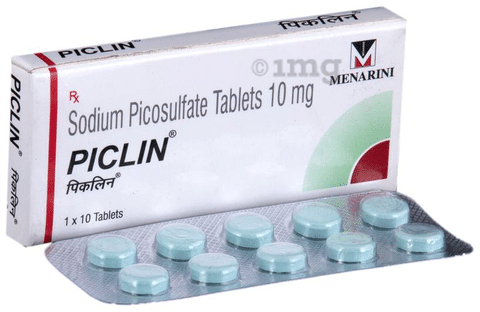 PICLIN®
पिकलिन®
© 1mg
MENARINI
Rx
Sodium Picosulfate Tablets 10 mg
PICLIN®
पिकलिन®
1 x 10 Tablets